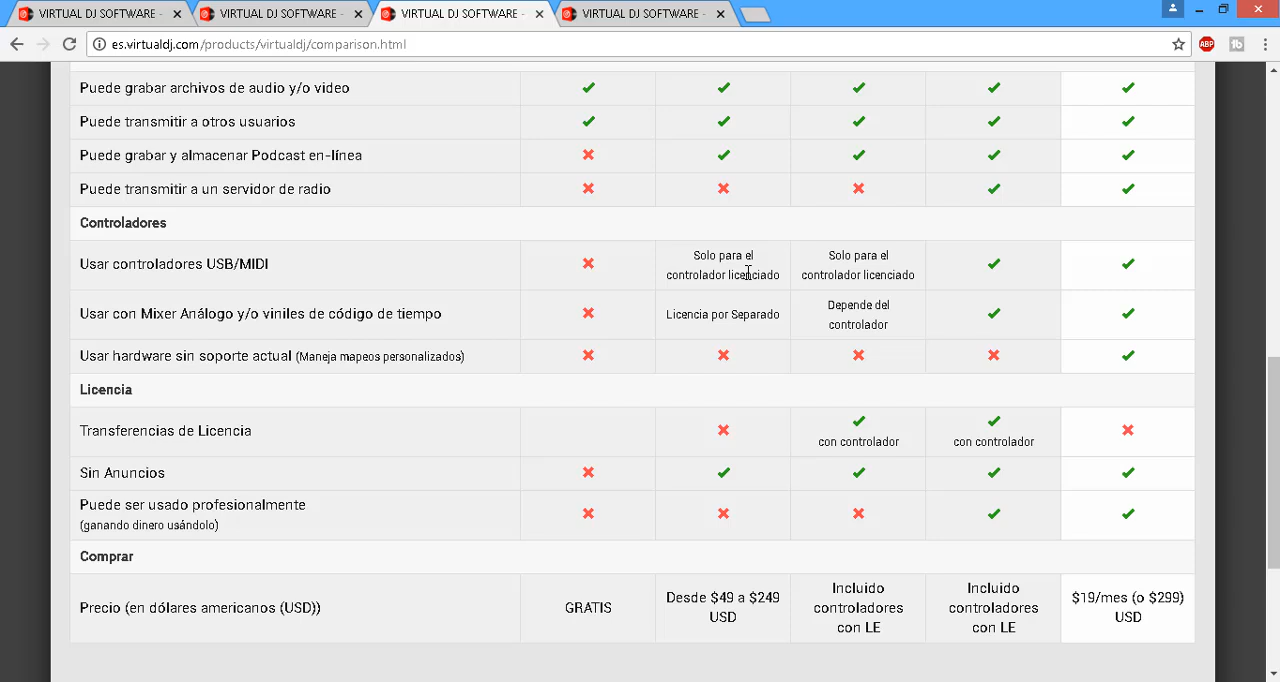 VIRTUAL DJ SOFTWARE -
VIRTUAL DJ SOFTWARE -
VIRTUAL DJ SOFTWARE -
VIRTUAL DJ SOFTWARE -
es.virtualdj.com/products/virtualdj/comparison.html
ABP
Puede grabar archivos de audio y/o video
Puede transmitir a otros usuarios
Puede grabar y almacenar Podcast en-línea
Puede transmitir a un servidor de radio
Controladores
Usar controladores USB/MIDI
Solo para el
controlador licenciado
Solo para el
controlador licenciado
Usar con Mixer Análogo y/o viniles de código de tiempo
Licencia por Separado
Depende del
controlador
Usar hardware sin soporte actual (Maneja mapeos personalizados)
Licencia
Transferencias de Licencia
con controlador
con controlador
Sin Anuncios
Puede ser usado profesionalmente
(ganando dinero usándolo)
Comprar
Precio (en dólares americanos (USD))
GRATIS
Desde $49 a $249
USD
Incluido
controladores
con LE
Incluido
controladores
con LE
$19/mes (o $299)
USD